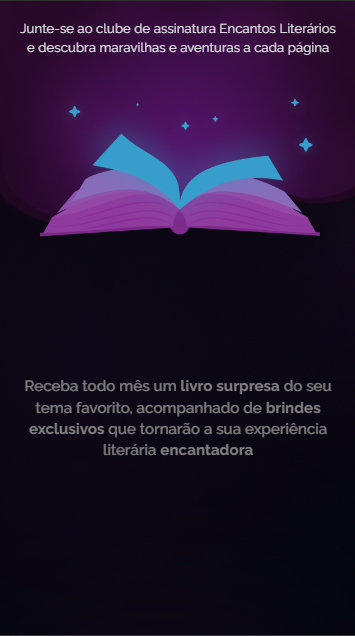 Junte-se ao clube de assinatura Encantos Literários
e descubra maravilhas e aventuras a cada página
Receba todo mês um livro surpresa do seu
tema favorito, acompanhado de brindes
exclusivos que tornarão a sua experiência
literária encantadora